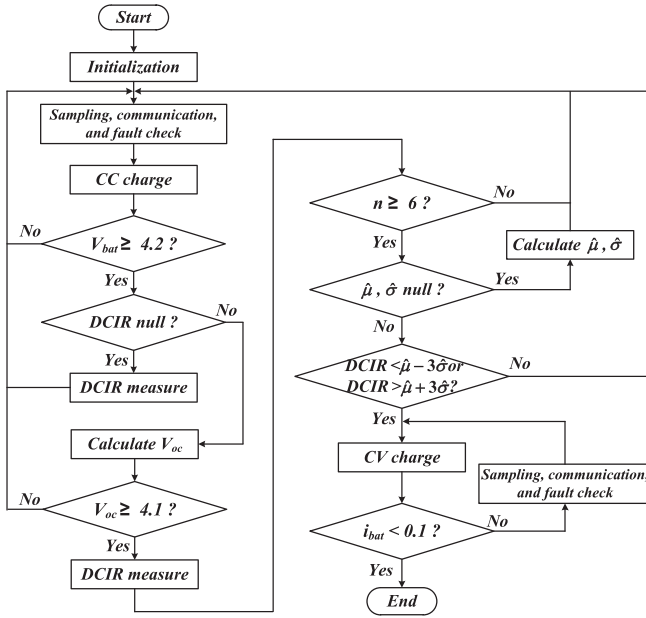 Start
Initialization
Sampling, communication,
and fault check
CC charge
V_bat ≥ 4.2 ?
No
Yes
DCIR null ?
No
Yes
DCIR measure
Calculate V_oc
V_oc ≥ 4.1 ?
No
Yes
DCIR measure
n ≥ 6 ?
No
Yes
Calculate μ̂ , σ̂
μ̂ , σ̂ null ?
Yes
No
DCIR < μ̂ − 3σ̂ or
DCIR > μ̂ + 3σ̂ ?
No
Yes
CV charge
Sampling, communication,
and fault check
i_bat < 0.1 ?
No
Yes
End